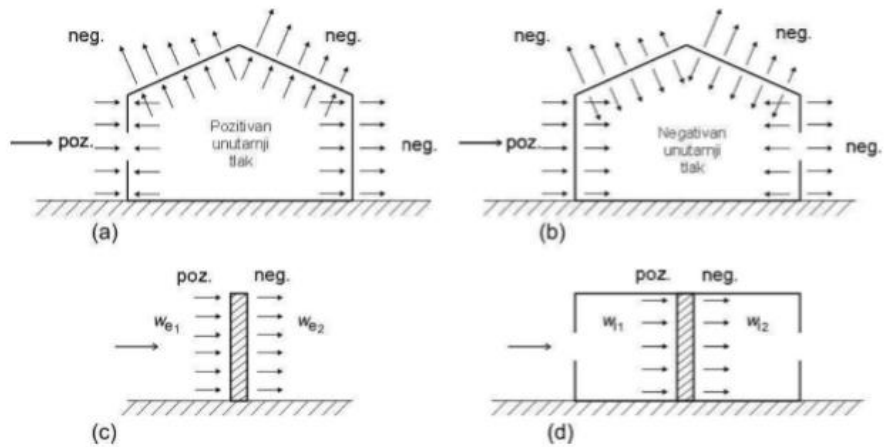 neg.
neg.
poz.
Pozitivan
unutarnji
tlak
neg.
(a)
neg.
neg.
poz.
Negativan
unutarnji
tlak
neg.
(b)
poz. neg.
we1
we2
(c)
poz. neg.
wi1
wi2
(d)